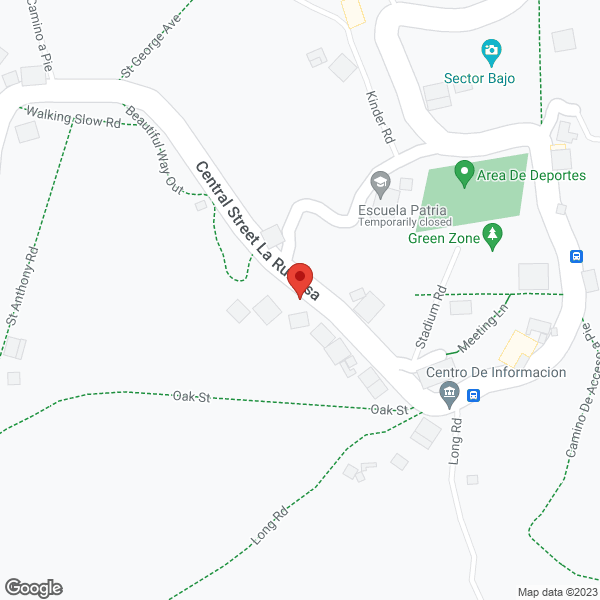 Camino a Pie
St George Ave
Sector Bajo
Walking Slow Rd
Beautiful Way Out
Kinder Rd
Central Street La Ru sa
Area De Deportes
Escuela Patria
Temporarily closed
Green Zone
St Anthony Rd
Stadium Rd
Meeting Ln
Camino De Accesoa Pie
Centro De Informacion
Oak St
Oak St
Long Rd
Long Rd
Google
Map data ©2023